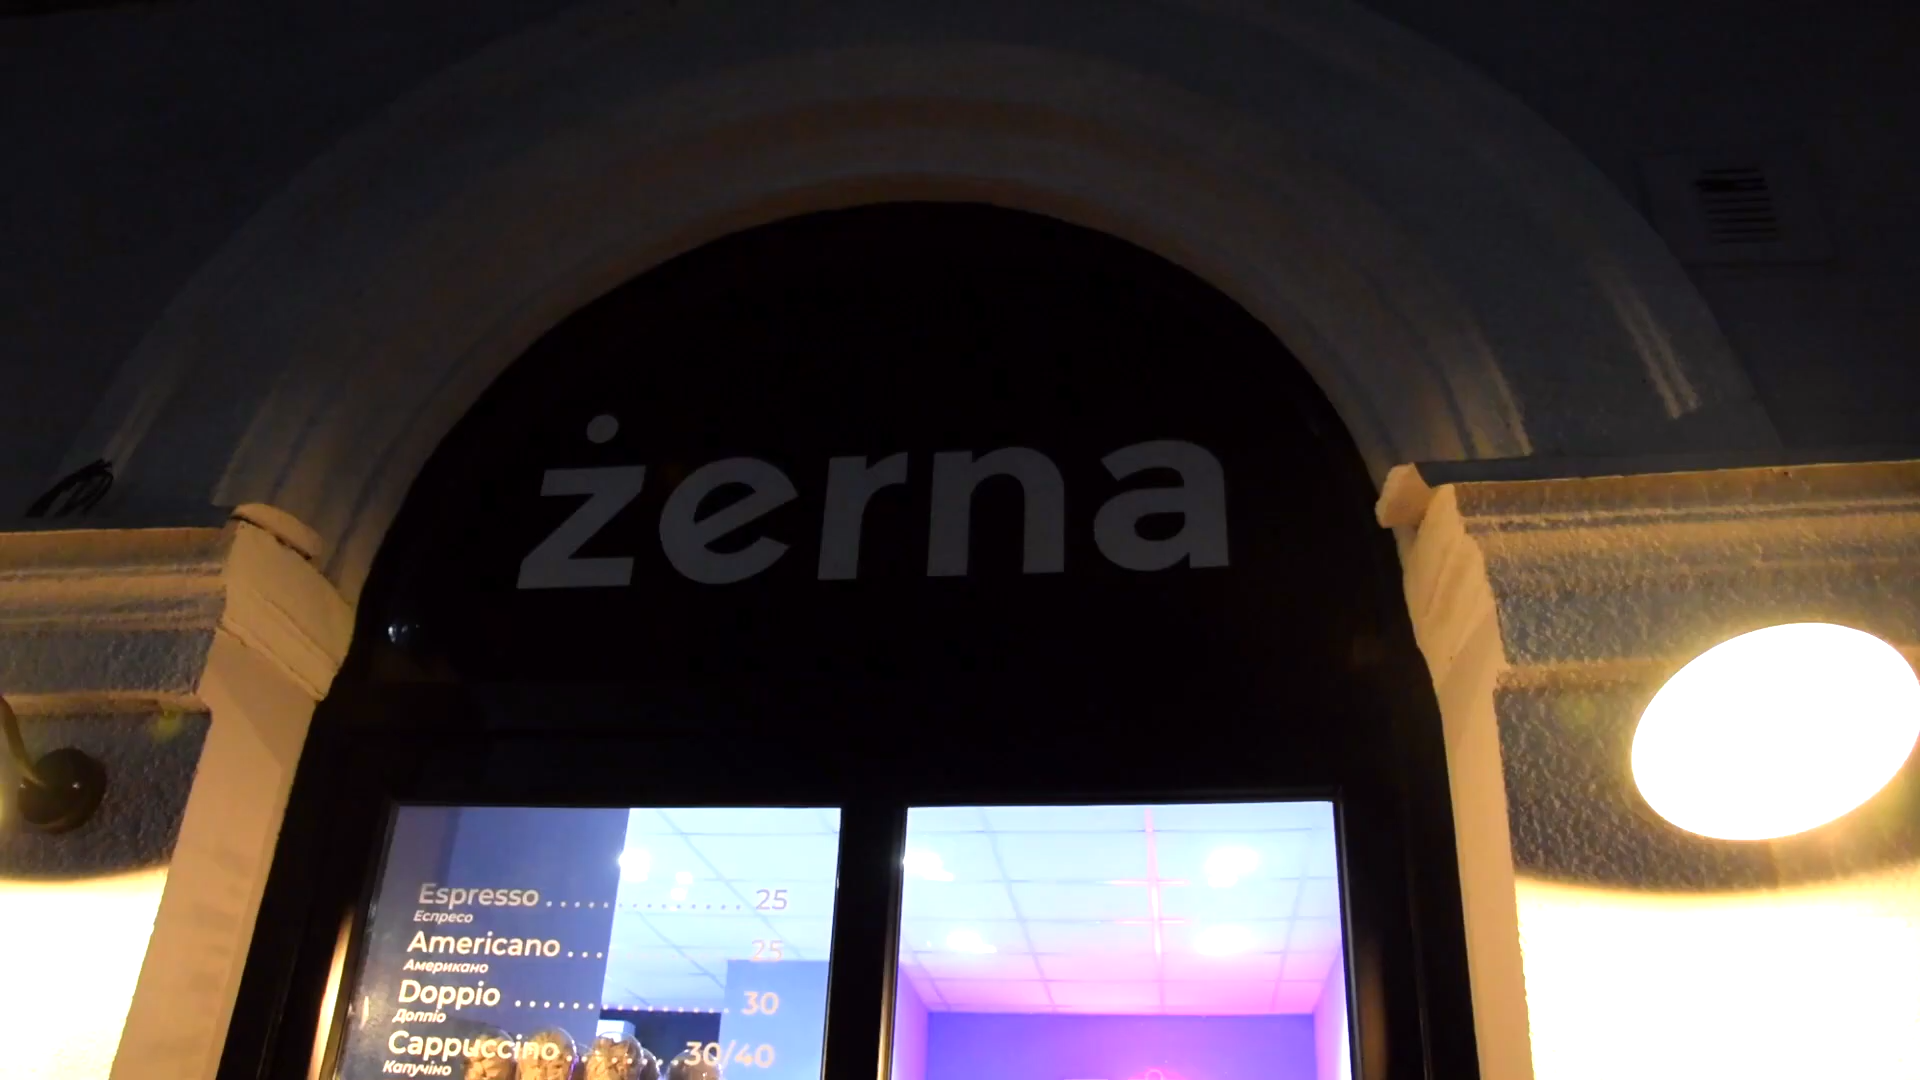 żerna
Espresso .................. 25
Еспресо
Americano ... 25
Американо
Doppio .................. 30
Доппіо
Cappuccino ........ 30/40
Капучіно